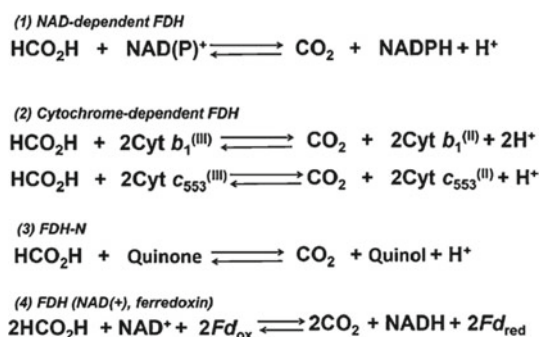 (1) NAD-dependent FDH
HCO₂H + NAD(P)⁺ ⇌ CO₂ + NADPH + H⁺
(2) Cytochrome-dependent FDH
HCO₂H + 2Cyt b₁⁽ᴵᴵᴵ⁾ ⇌ CO₂ + 2Cyt b₁⁽ᴵᴵ⁾ + 2H⁺
HCO₂H + 2Cyt c₅₅₃⁽ᴵᴵᴵ⁾ ⇌ CO₂ + 2Cyt c₅₅₃⁽ᴵᴵ⁾ + H⁺
(3) FDH-N
HCO₂H + Quinone ⇌ CO₂ + Quinol + H⁺
(4) FDH (NAD(+), ferredoxin)
2HCO₂H + NAD⁺ + 2Fd_ox ⇌ 2CO₂ + NADH + 2Fd_red